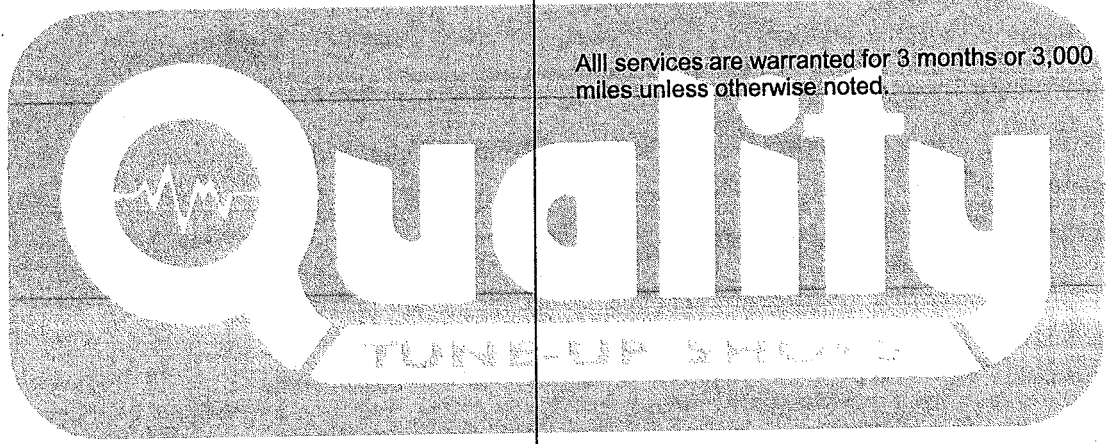 Alll services are warranted for 3 months or 3,000
miles unless otherwise noted.
Quality
TUNE-UP SHOPS